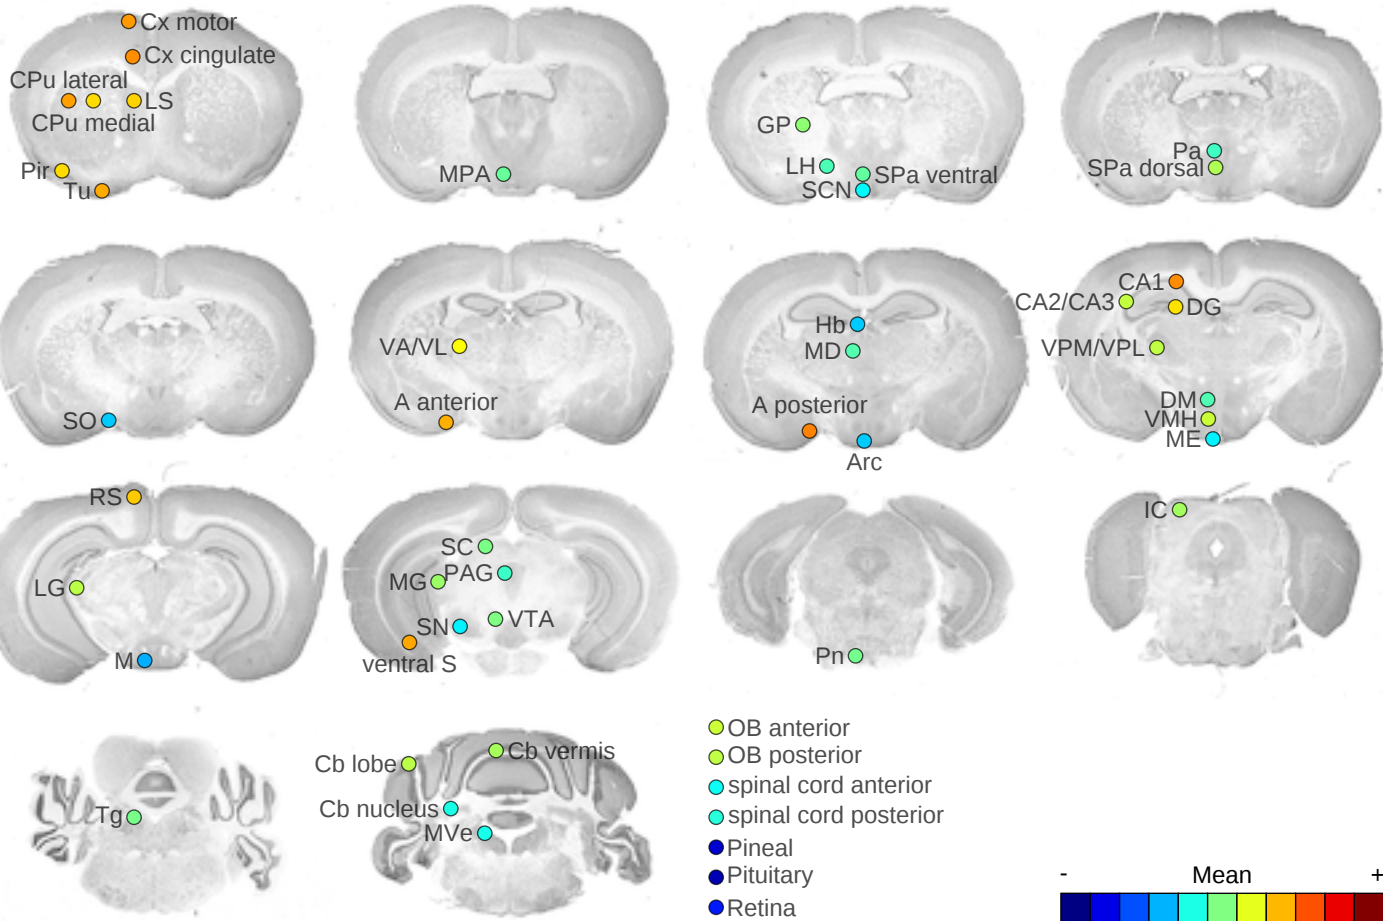 Cx motor
Cx cingulate
CPu lateral
LS
CPu medial
Pir
Tu
MPA
GP
LH
SPa ventral
SCN
Pa
SPa dorsal
SO
VA/VL
A anterior
Hb
MD
A posterior
Arc
CA1
CA2/CA3
DG
VPM/VPL
DM
VMH
ME
RS
LG
M
SC
MG
PAG
SN
VTA
ventral S
Pn
IC
Tg
Cb lobe
Cb vermis
Cb nucleus
MVe
OB anterior
OB posterior
spinal cord anterior
spinal cord posterior
Pineal
Pituitary
Retina
- Mean +